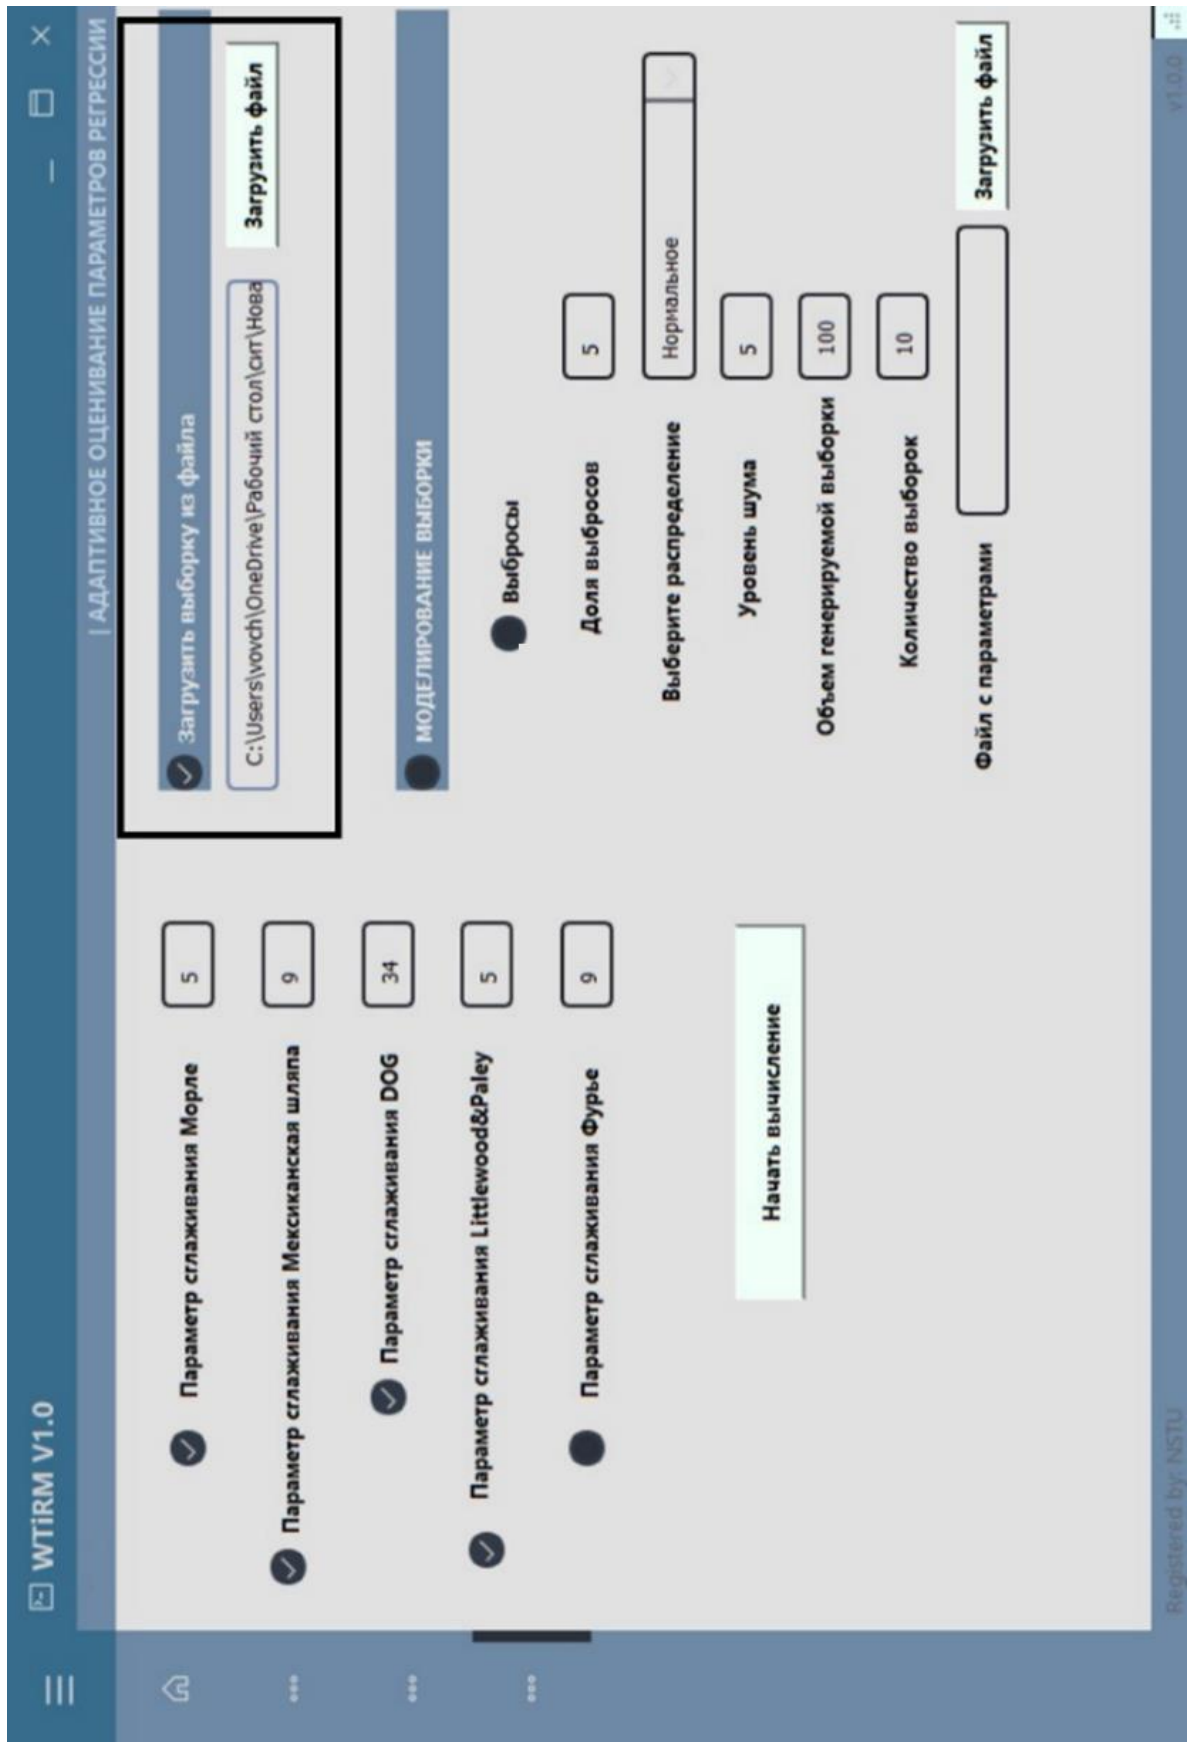 WTiRM V1.0
| АДАПТИВНОЕ ОЦЕНИВАНИЕ ПАРАМЕТРОВ РЕГРЕССИИ
Параметр сглаживания Морле
5
Параметр сглаживания Мексиканская шляпа
9
Параметр сглаживания DOG
34
Параметр сглаживания Littlewood&Paley
5
Параметр сглаживания Фурье
9
Начать вычисление
Загрузить выборку из файла
C:\Users\vovch\OneDrive\Рабочий стол\сит\Нова
Загрузить файл
МОДЕЛИРОВАНИЕ ВЫБОРКИ
Выбросы
Доля выбросов
5
Выберите распределение
Нормальное
Уровень шума
5
Объем генерируемой выборки
100
Количество выборок
10
Файл с параметрами
Загрузить файл
Registered by: NSTU
v1.0.0